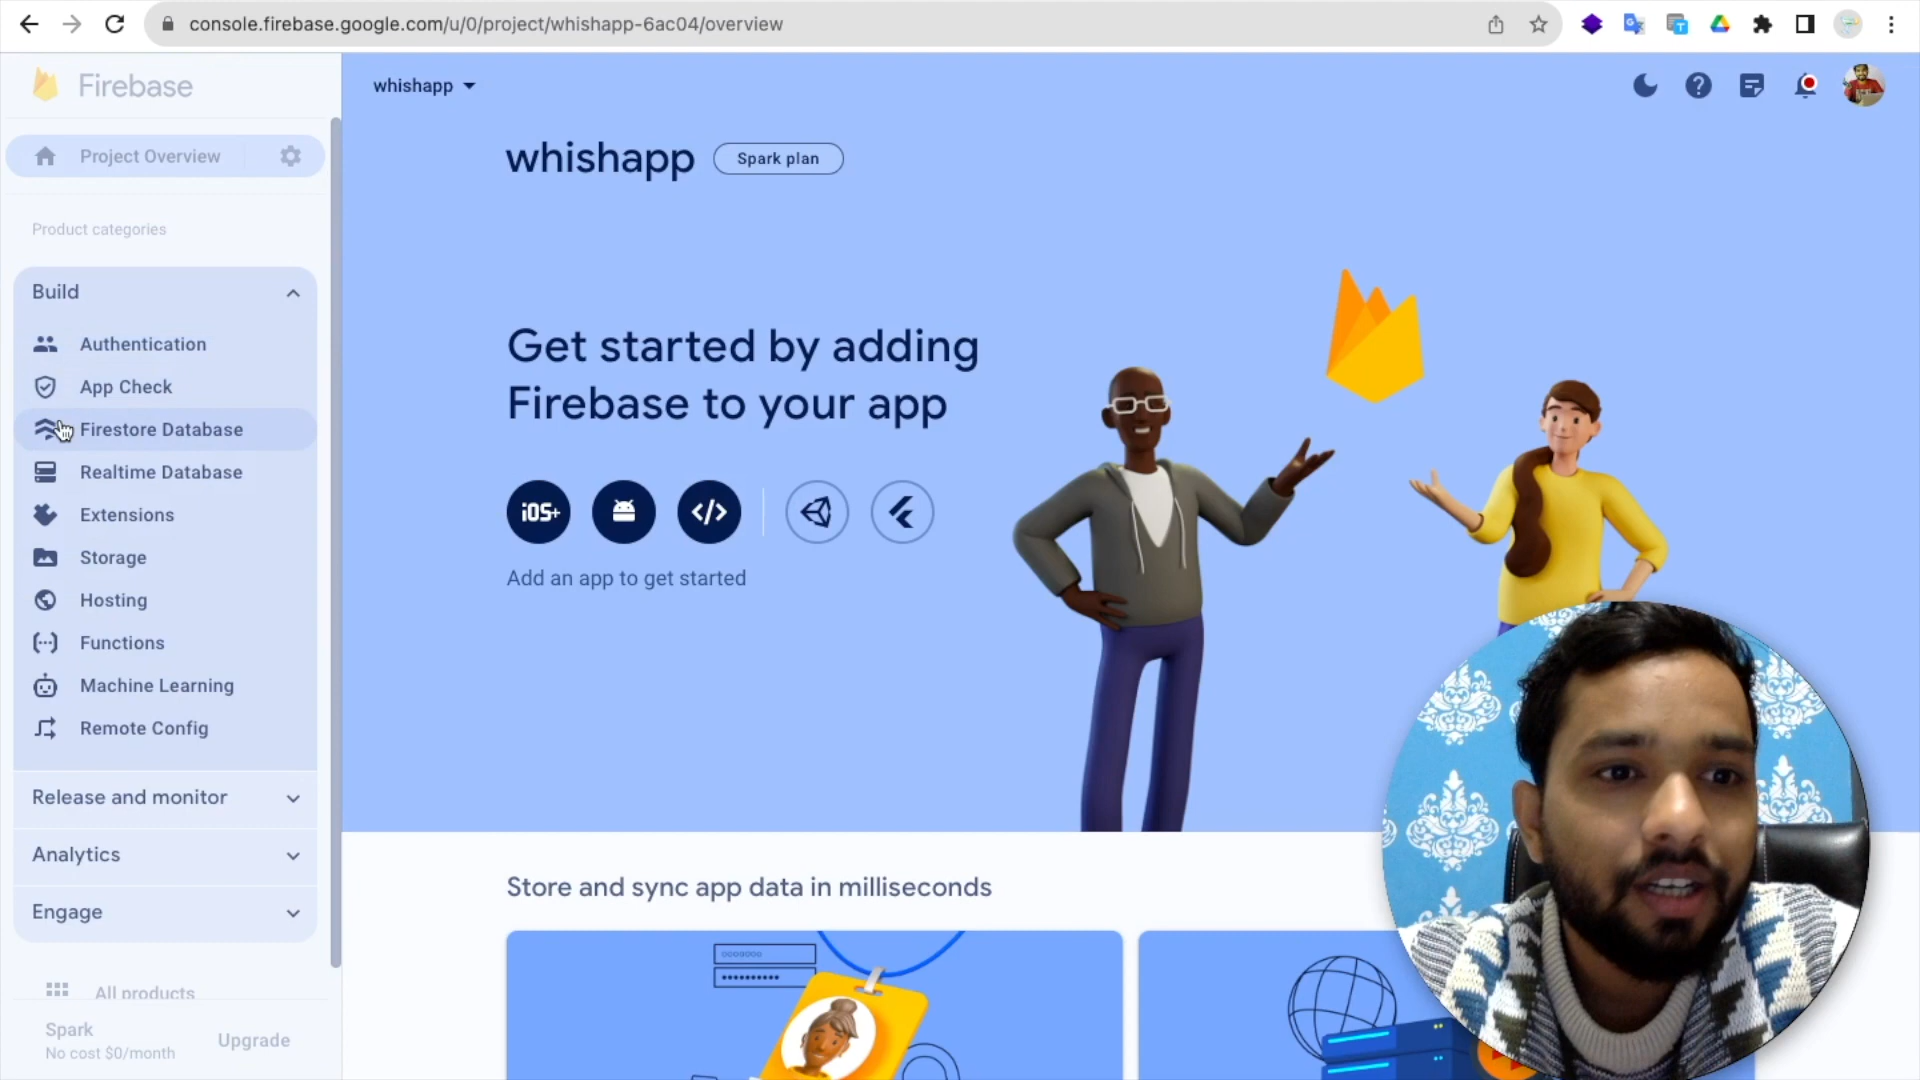 console.firebase.google.com/u/0/project/whishapp-6ac04/overview
Firebase
whishapp
Project Overview
whishapp
Spark plan
Product categories
Build
Authentication
App Check
Firestore Database
Realtime Database
Extensions
Storage
Hosting
Functions
Machine Learning
Remote Config
Release and monitor
Analytics
Engage
All products
Spark
No cost $0/month
Upgrade
Get started by adding
Firebase to your app
iOS+
Add an app to get started
Store and sync app data in milliseconds